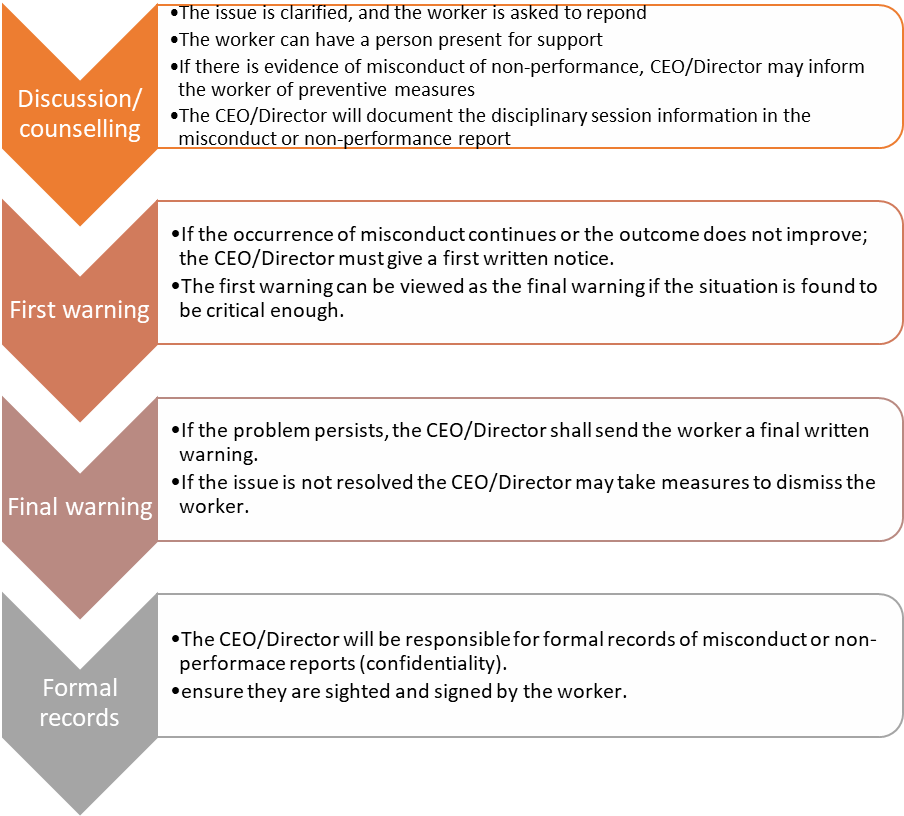 Discussion/
counselling
•The issue is clarified, and the worker is asked to repond
•The worker can have a person present for support
•If there is evidence of misconduct of non-performance, CEO/Director may inform
the worker of preventive measures
•The CEO/Director will document the disciplinary session information in the
misconduct or non-performance report
First warning
•If the occurrence of misconduct continues or the outcome does not improve;
the CEO/Director must give a first written notice.
•The first warning can be viewed as the final warning if the situation is found to
be critical enough.
Final warning
•If the problem persists, the CEO/Director shall send the worker a final written
warning.
•If the issue is not resolved the CEO/Director may take measures to dismiss the
worker.
Formal
records
•The CEO/Director will be responsible for formal records of misconduct or non-
performace reports (confidentiality).
•ensure they are sighted and signed by the worker.